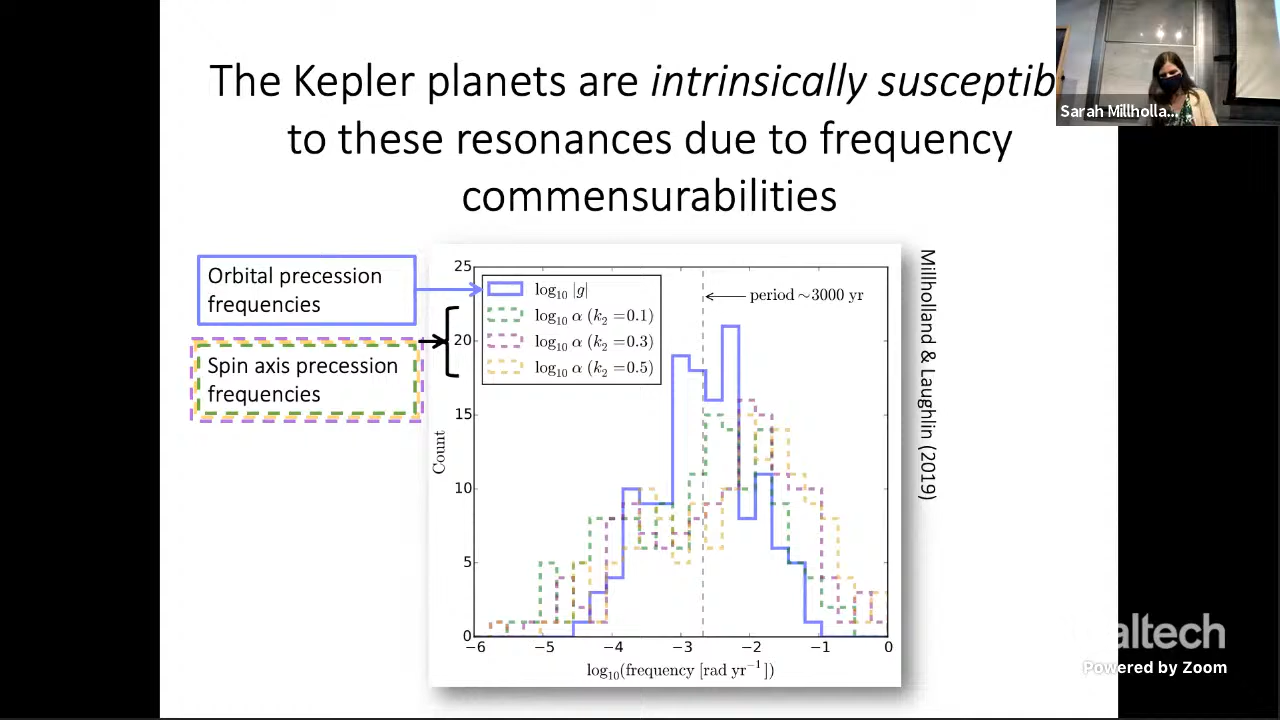 The Kepler planets are intrinsically susceptib
to these resonances due to frequency
commensurabilities
Sarah Millholla...
Orbital precession
frequencies
Spin axis precession
frequencies
log₁₀ |g|
log₁₀ α (k₂ =0.1)
log₁₀ α (k₂ =0.3)
log₁₀ α (k₂ =0.5)
period ~3000 yr
Count
25
20
15
10
5
0
−6 −5 −4 −3 −2 −1 0
log₁₀(frequency [rad yr⁻¹])
Millholland & Laughlin (2019)
altech
Powered by Zoom